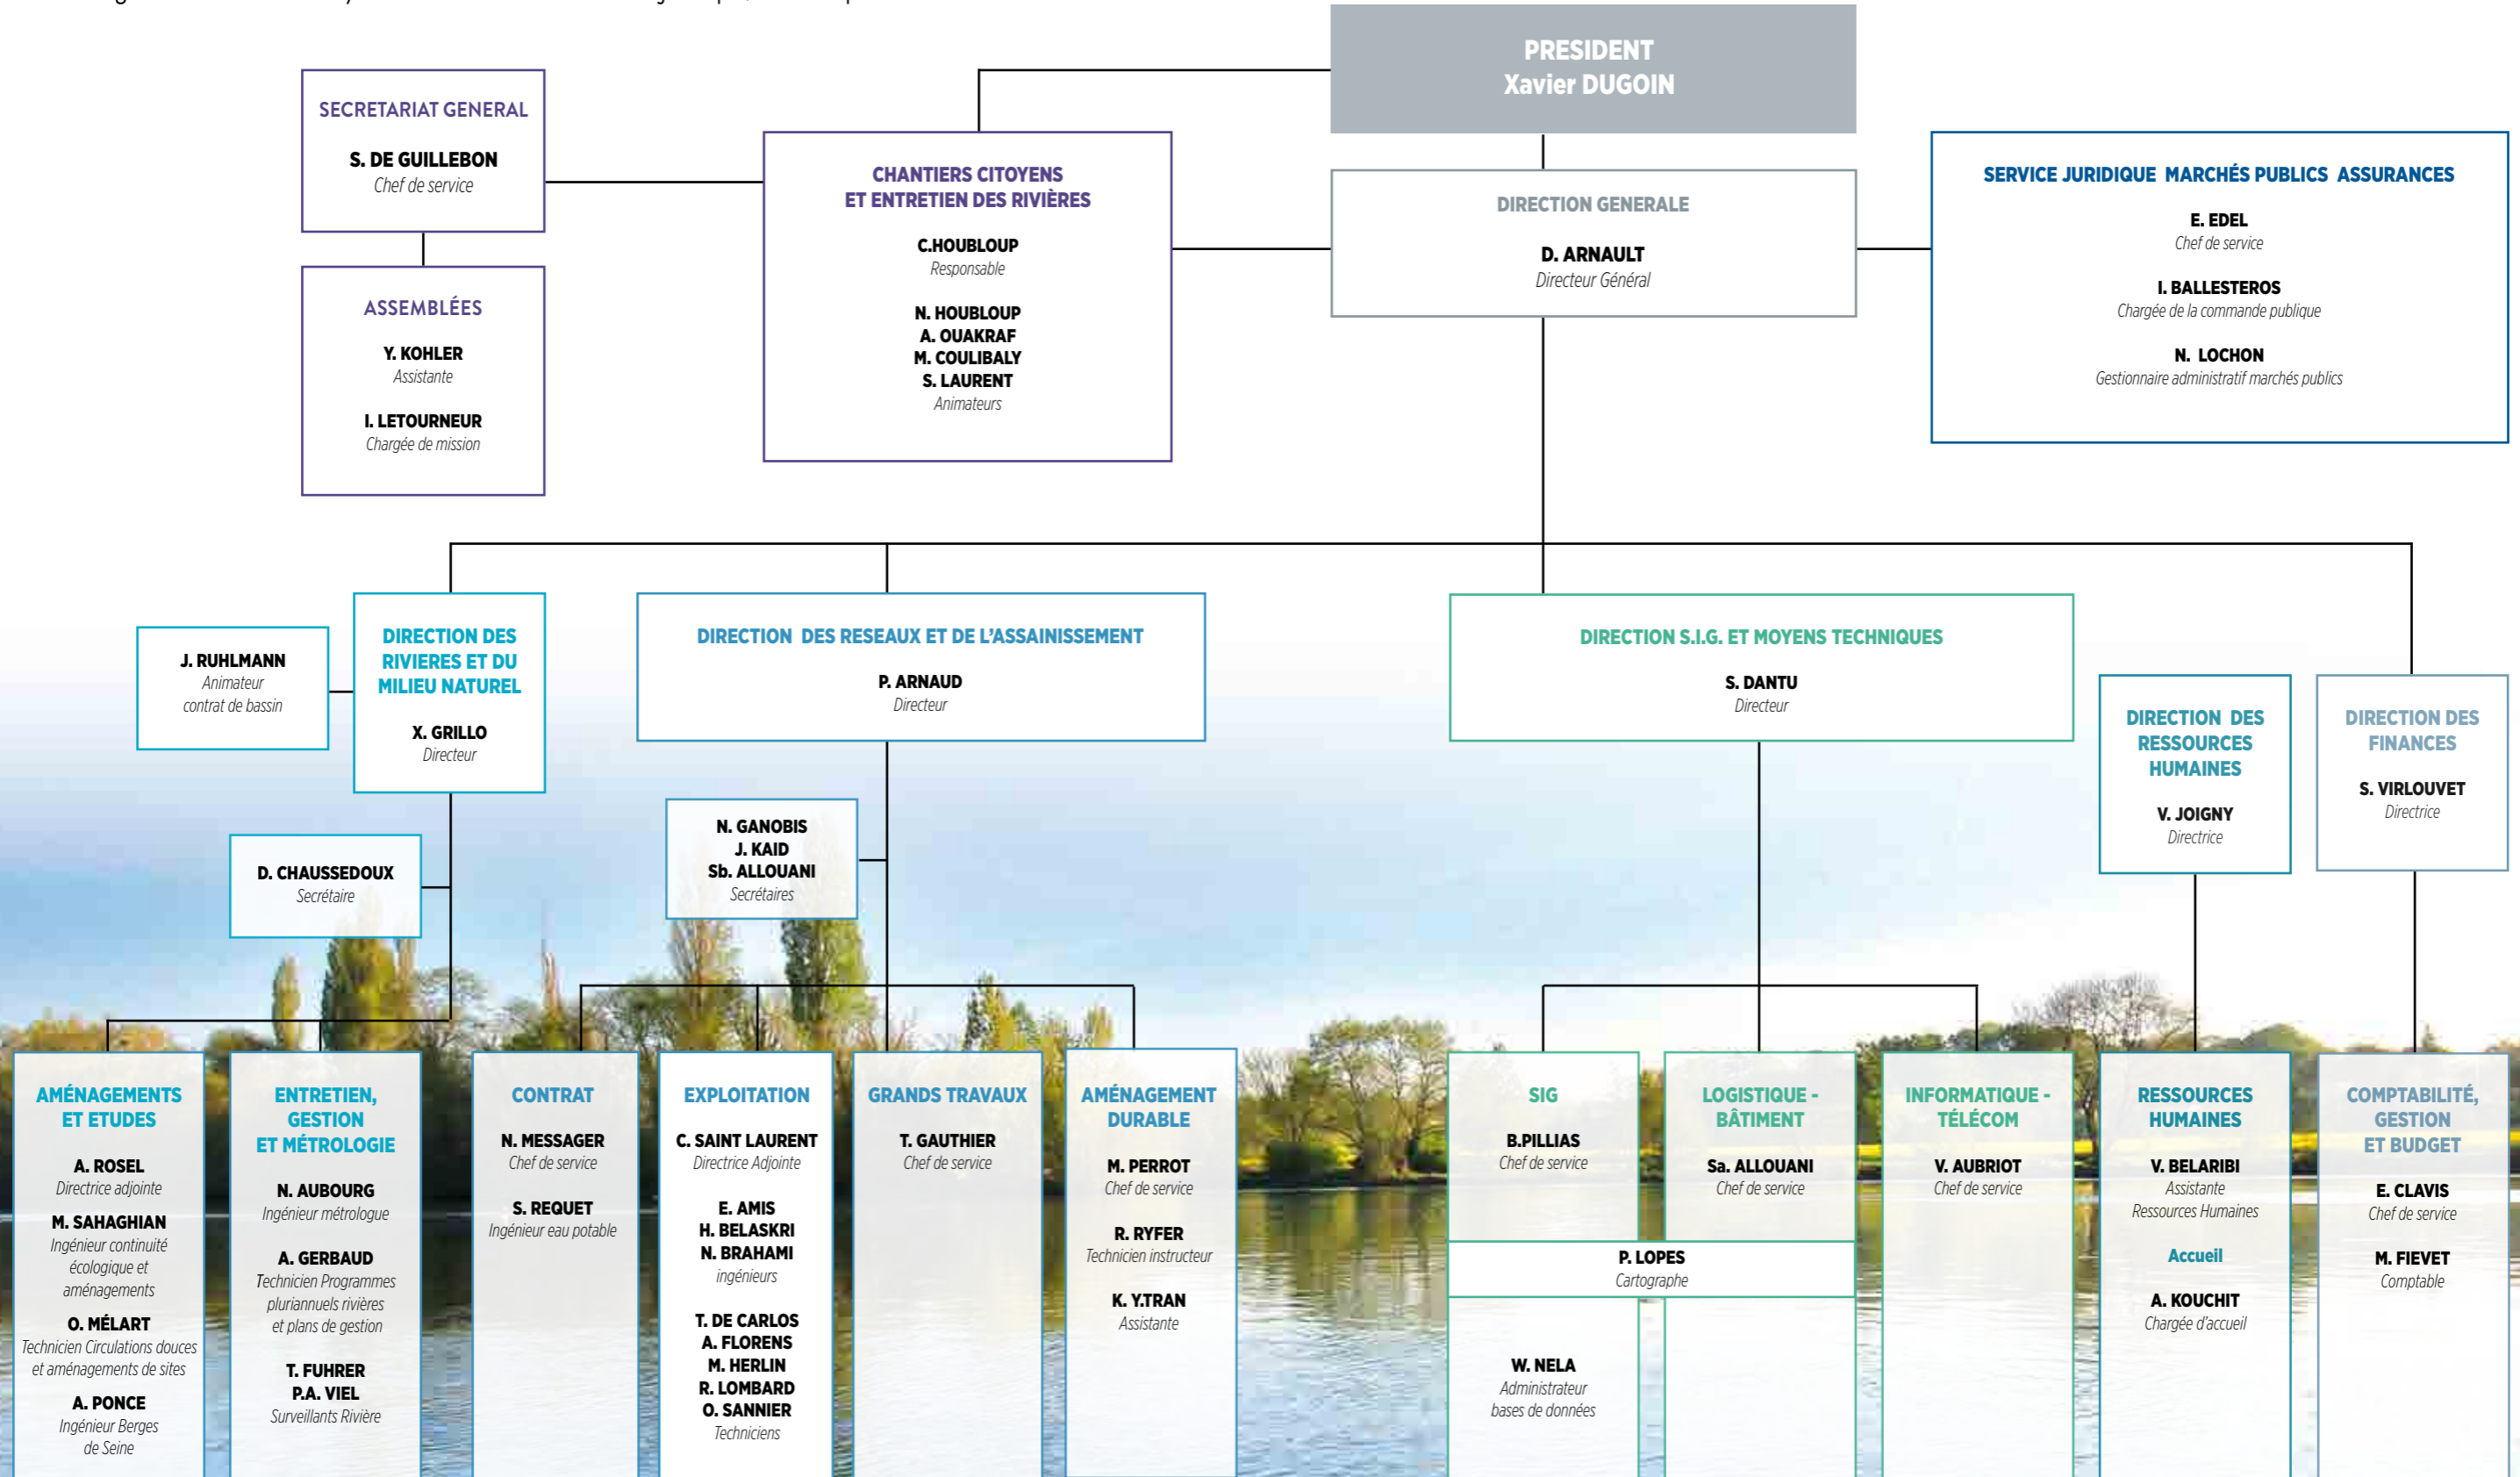 PRESIDENT
Xavier DUGOIN
SECRETARIAT GENERAL
S. DE GUILLEBON
Chef de service
ASSEMBLÉES
Y. KOHLER
Assistante
I. LETOURNEUR
Chargée de mission
CHANTIERS CITOYENS
ET ENTRETIEN DES RIVIÈRES
C.HOUBLOUP
Responsable
N. HOUBLOUP
A. OUAKRAF
M. COULIBALY
S. LAURENT
Animateurs
DIRECTION GENERALE
D. ARNAULT
Directeur Général
SERVICE JURIDIQUE MARCHÉS PUBLICS ASSURANCES
E. EDEL
Chef de service
I. BALLESTEROS
Chargée de la commande publique
N. LOCHON
Gestionnaire administratif marchés publics
J. RUHLMANN
Animateur
contrat de bassin
DIRECTION DES
RIVIERES ET DU
MILIEU NATUREL
X. GRILLO
Directeur
D. CHAUSSEDOUX
Secrétaire
DIRECTION DES RESEAUX ET DE L'ASSAINISSEMENT
P. ARNAUD
Directeur
N. GANOBIS
J. KAID
Sb. ALLOUANI
Secrétaires
DIRECTION S.I.G. ET MOYENS TECHNIQUES
S. DANTU
Directeur
DIRECTION DES
RESSOURCES
HUMAINES
V. JOIGNY
Directrice
DIRECTION DES
FINANCES
S. VIRLOUVET
Directrice
AMÉNAGEMENTS
ET ETUDES
A. ROSEL
Directrice adjointe
M. SAHAGHIAN
Ingénieur continuité
écologique et
aménagements
O. MÉLART
Technicien Circulations douces
et aménagements de sites
A. PONCE
Ingénieur Berges
de Seine
ENTRETIEN,
GESTION
ET MÉTROLOGIE
N. AUBOURG
Ingénieur métrologue
A. GERBAUD
Technicien Programmes
pluriannuels rivières
et plans de gestion
T. FUHRER
P.A. VIEL
Surveillants Rivière
CONTRAT
N. MESSAGER
Chef de service
S. REQUET
Ingénieur eau potable
EXPLOITATION
C. SAINT LAURENT
Directrice Adjointe
E. AMIS
H. BELASKRI
N. BRAHAMI
ingénieurs
T. DE CARLOS
A. FLORENS
M. HERLIN
R. LOMBARD
O. SANNIER
Techniciens
GRANDS TRAVAUX
T. GAUTHIER
Chef de service
AMÉNAGEMENT
DURABLE
M. PERROT
Chef de service
R. RYFER
Technicien instructeur
K. Y.TRAN
Assistante
SIG
B.PILLIAS
Chef de service
LOGISTIQUE -
BÂTIMENT
Sa. ALLOUANI
Chef de service
P. LOPES
Cartographe
W. NELA
Administrateur
bases de données
INFORMATIQUE -
TÉLÉCOM
V. AUBRIOT
Chef de service
RESSOURCES
HUMAINES
V. BELARIBI
Assistante
Ressources Humaines
Accueil
A. KOUCHIT
Chargée d'accueil
COMPTABILITÉ,
GESTION
ET BUDGET
E. CLAVIS
Chef de service
M. FIEVET
Comptable